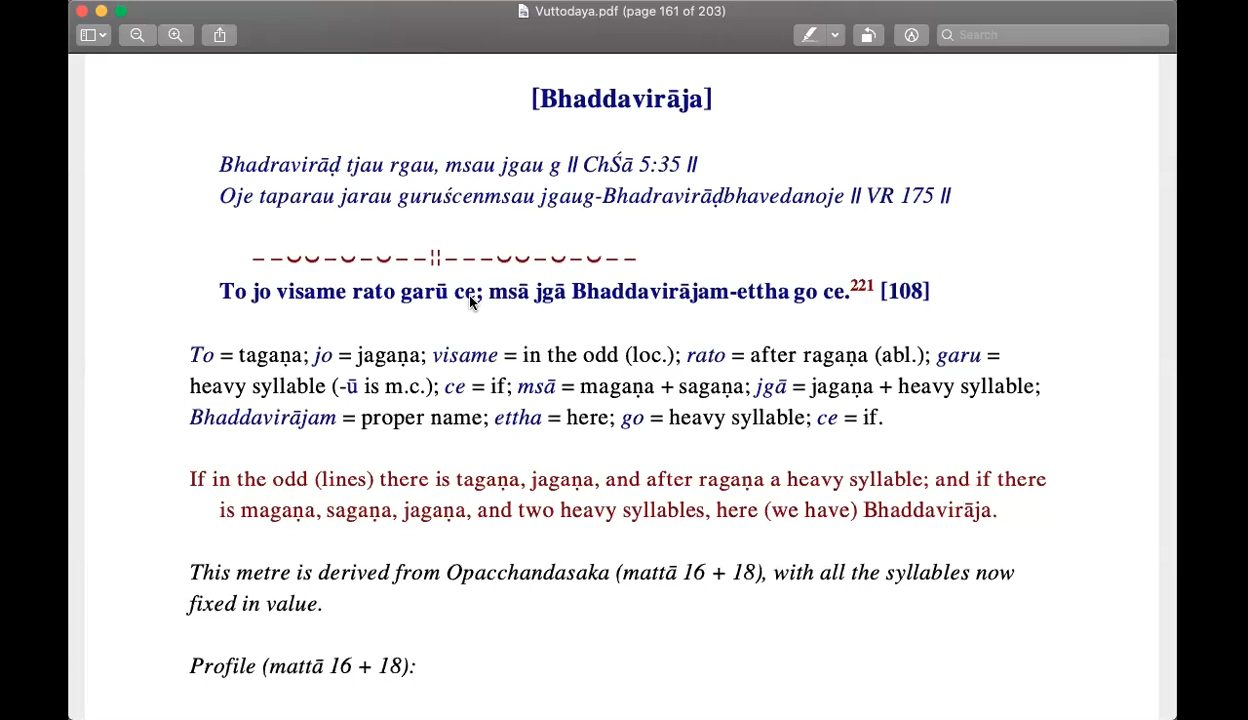 Vuttodaya.pdf (page 161 of 203)
Search
[Bhaddavirāja]
Bhadravirāḍ tjau rgau, msau jgau g || ChŚā 5:35 ||
Oje taparau jarau guruścenmsau jgaug-Bhadravirāḍbhavedanoje || VR 175 ||
−−⏑⏑−⏑−⏑−−¦¦−−−⏑⏑−⏑−⏑−−
To jo visame rato garū ce; msā jgā Bhaddavirājam-ettha go ce.221 [108]
To = tagaṇa; jo = jagaṇa; visame = in the odd (loc.); rato = after ragaṇa (abl.); garu =
heavy syllable (-ū is m.c.); ce = if; msā = magaṇa + sagaṇa; jgā = jagaṇa + heavy syllable;
Bhaddavirājam = proper name; ettha = here; go = heavy syllable; ce = if.
If in the odd (lines) there is tagaṇa, jagaṇa, and after ragaṇa a heavy syllable; and if there
is magaṇa, sagaṇa, jagaṇa, and two heavy syllables, here (we have) Bhaddavirāja.
This metre is derived from Opacchandasaka (mattā 16 + 18), with all the syllables now
fixed in value.
Profile (mattā 16 + 18):